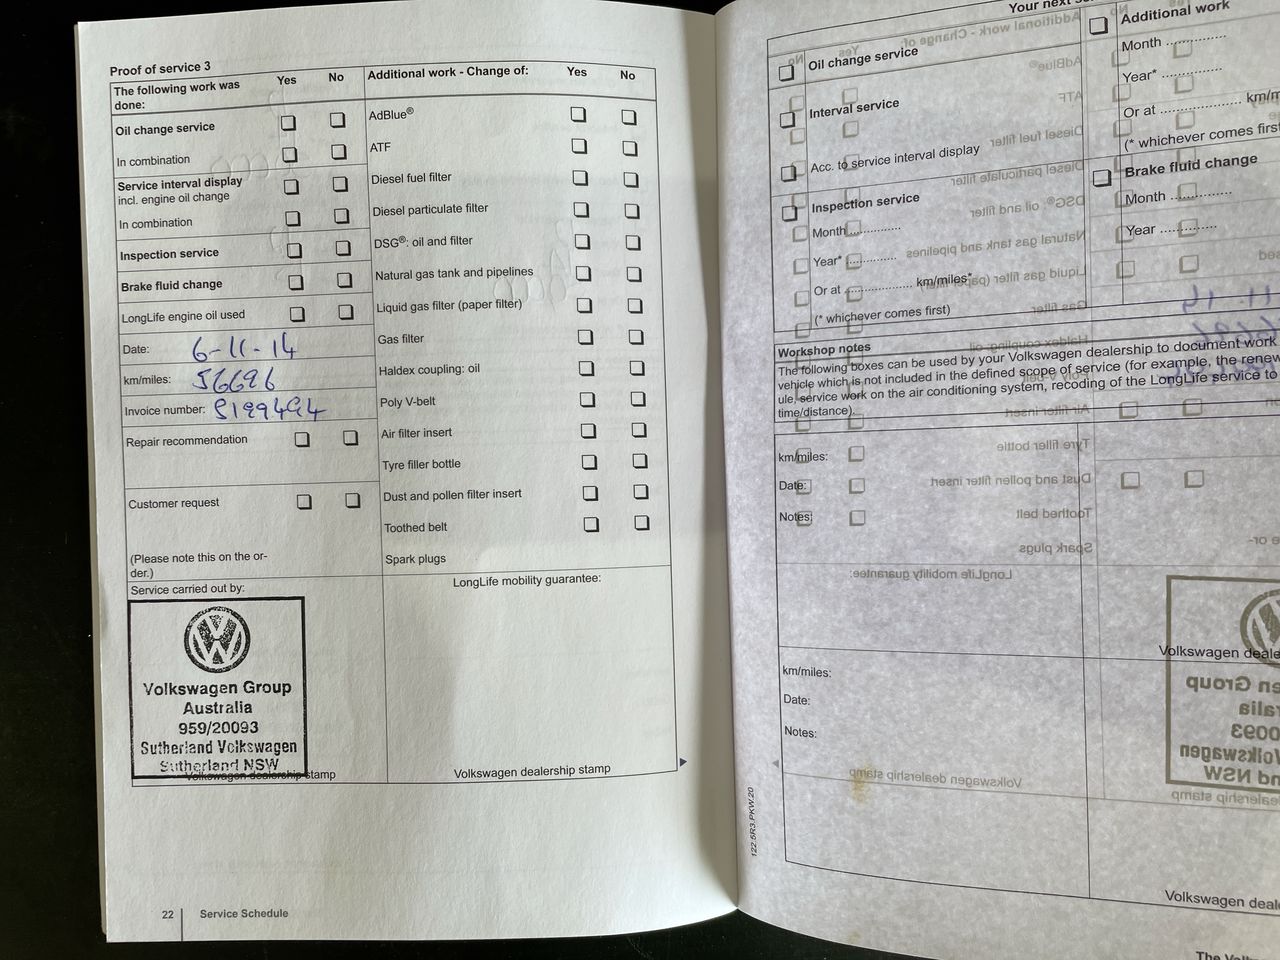 Proof of service 3
The following work was done: Yes No
Oil change service
In combination
Service interval display
incl. engine oil change
In combination
Inspection service
Brake fluid change
LongLife engine oil used
Date: 6-11-14
km/miles: 56696
Invoice number: S199494
Repair recommendation
Customer request
(Please note this on the or-
der.)
Service carried out by:
Volkswagen Group
Australia
959/20093
Sutherland Volkswagen
Sutherland NSW
Volkswagen dealership stamp
Additional work - Change of: Yes No
AdBlue®
ATF
Diesel fuel filter
Diesel particulate filter
DSG®: oil and filter
Natural gas tank and pipelines
Liquid gas filter (paper filter)
Gas filter
Haldex coupling: oil
Poly V-belt
Air filter insert
Tyre filler bottle
Dust and pollen filter insert
Toothed belt
Spark plugs
LongLife mobility guarantee:
Volkswagen dealership stamp
22 Service Schedule
Your next
Oil change service
Interval service
Acc. to service interval display
Inspection service
Month ............
Year* ............
Or at ................ km/miles*
(* whichever comes first)
Additional work
Month ............
Year* ............
Or at ................ km/m
(* whichever comes first
Brake fluid change
Month ............
Year ............
Workshop notes
The following boxes can be used by your Volkswagen dealership to document work
vehicle which is not included in the defined scope of service (for example, the renew
ule, service work on the air conditioning system, recoding of the LongLife service to
time/distance).
km/miles:
Date:
Notes:
Volkswagen deale
km/miles:
Date:
Notes:
Volkswagen deal
122.5R3.PKW.20